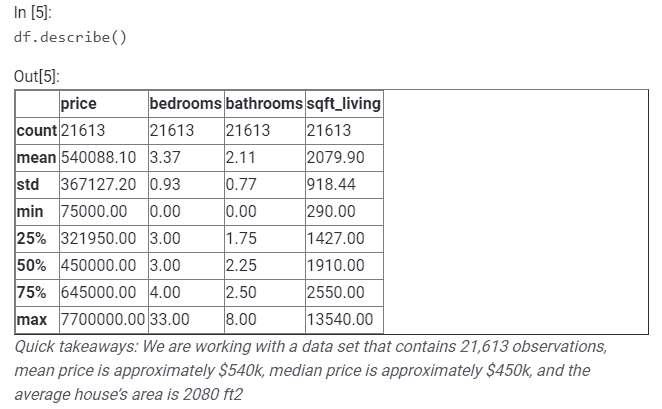 In [5]:
df.describe()
Out[5]:
price bedrooms bathrooms sqft_living
count 21613 21613 21613 21613
mean 540088.10 3.37 2.11 2079.90
std 367127.20 0.93 0.77 918.44
min 75000.00 0.00 0.00 290.00
25% 321950.00 3.00 1.75 1427.00
50% 450000.00 3.00 2.25 1910.00
75% 645000.00 4.00 2.50 2550.00
max 7700000.00 33.00 8.00 13540.00
Quick takeaways: We are working with a data set that contains 21,613 observations,
mean price is approximately $540k, median price is approximately $450k, and the
average house's area is 2080 ft2